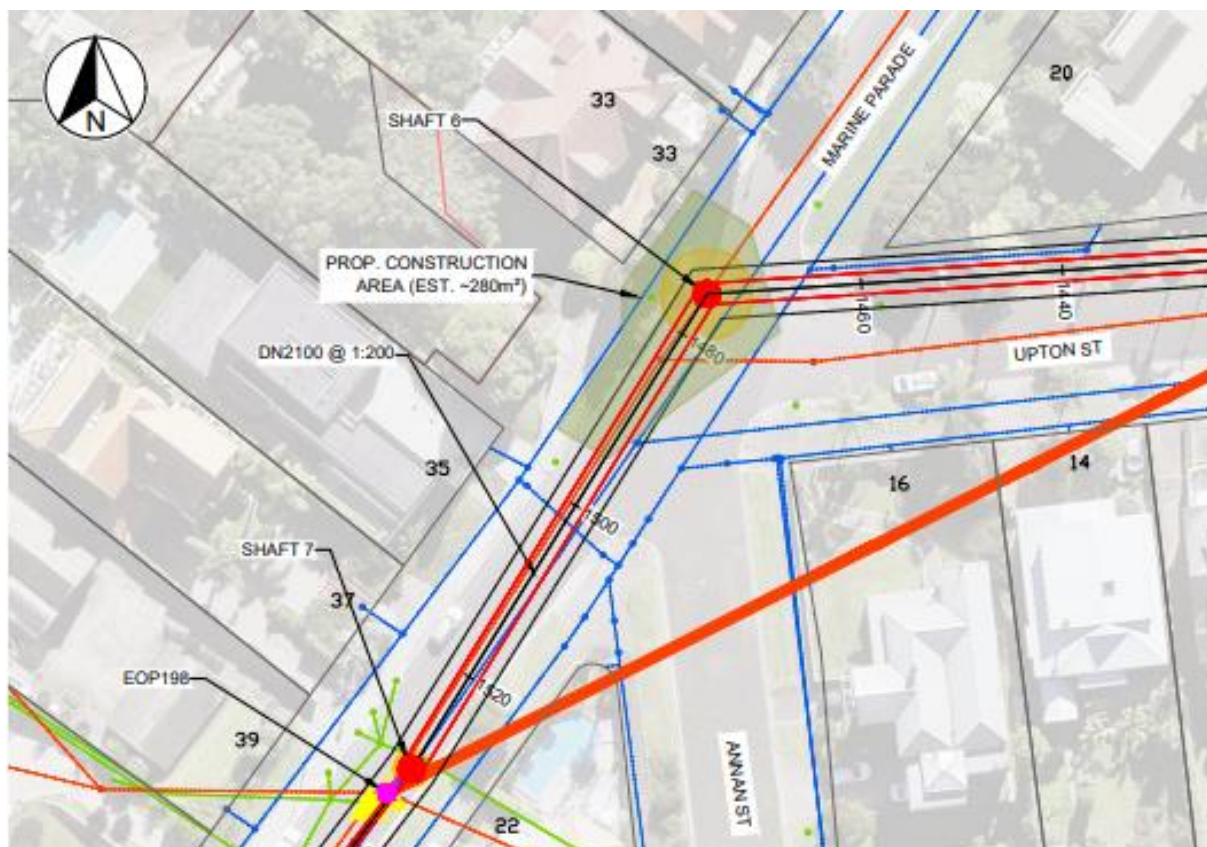 MARINE PARADE
20
33
SHAFT 6
33
N
PROP. CONSTRUCTION
AREA (EST. ~280m²)
1460
1440
UPTON ST
DN2100 @ 1:200
1480
35
16
14
1500
SHAFT 7
37
EOP198
1520
39
ANNAN ST
22